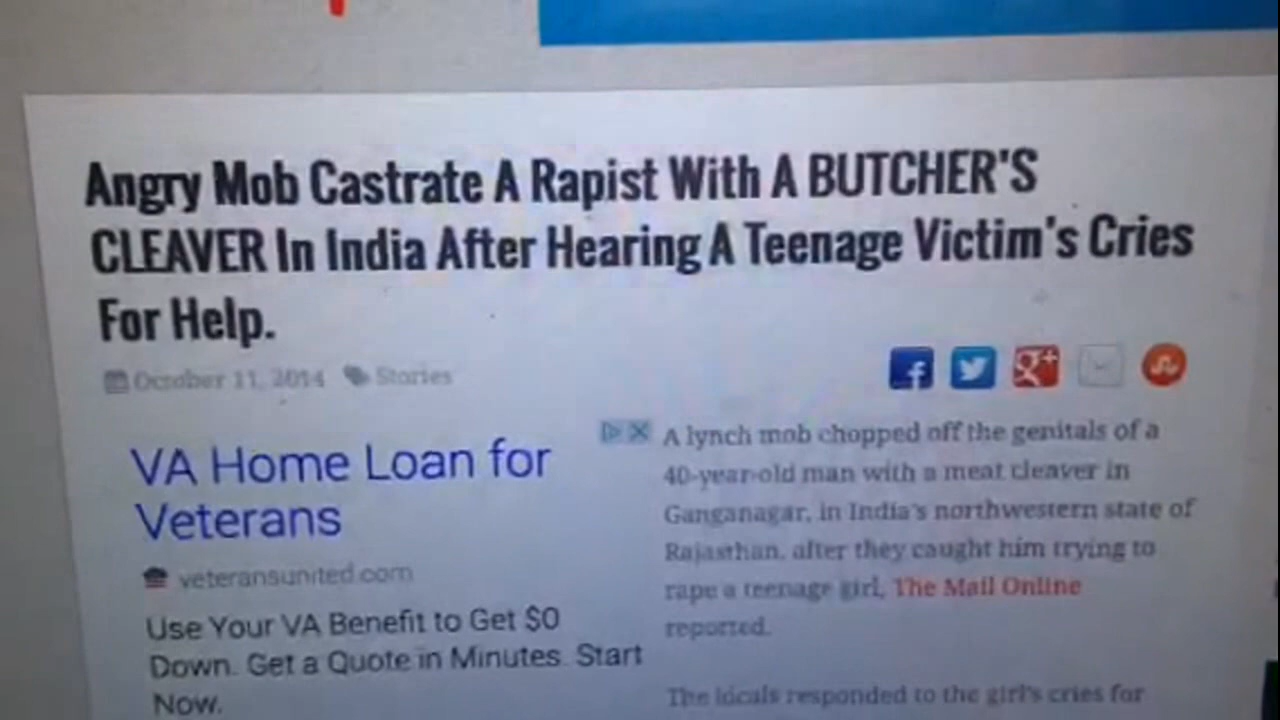 Angry Mob Castrate A Rapist With A BUTCHER'S
CLEAVER In India After Hearing A Teenage Victim's Cries
For Help.
October 11, 2014 Stories
VA Home Loan for
Veterans
veteransunited.com
Use Your VA Benefit to Get $0
Down. Get a Quote in Minutes. Start
Now.
A lynch mob chopped off the genitals of a
40-year-old man with a meat cleaver in
Ganganagar, in India's northwestern state of
Rajasthan, after they caught him trying to
rape a teenage girl, The Mail Online
reported.
The locals responded to the girl's cries for